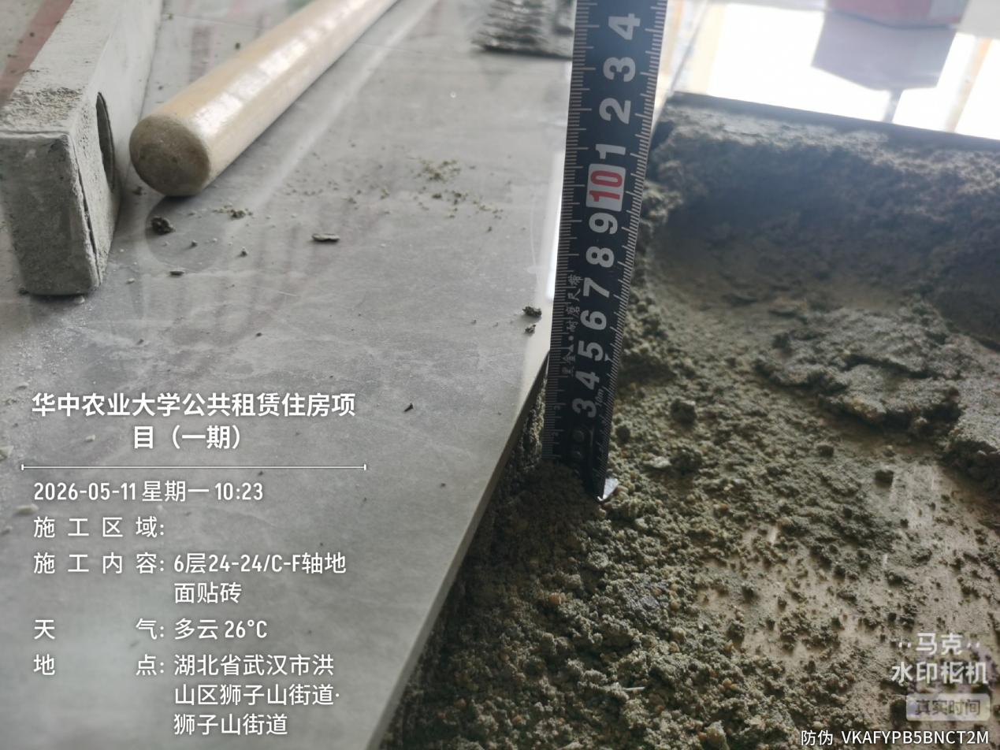 4
3
2
1
10
9
8
7
6
5
4
3
10m
华中农业大学公共租赁住房项
目（一期）
2026-05-11 星期一 10:23
施工区域:
施工内容: 6层24-24/C-F轴地
面贴砖
天气: 多云 26°C
地点: 湖北省武汉市洪
山区狮子山街道·
狮子山街道
马克
水印相机
真实时间
防伪 VKAFYPB5BNCT2M